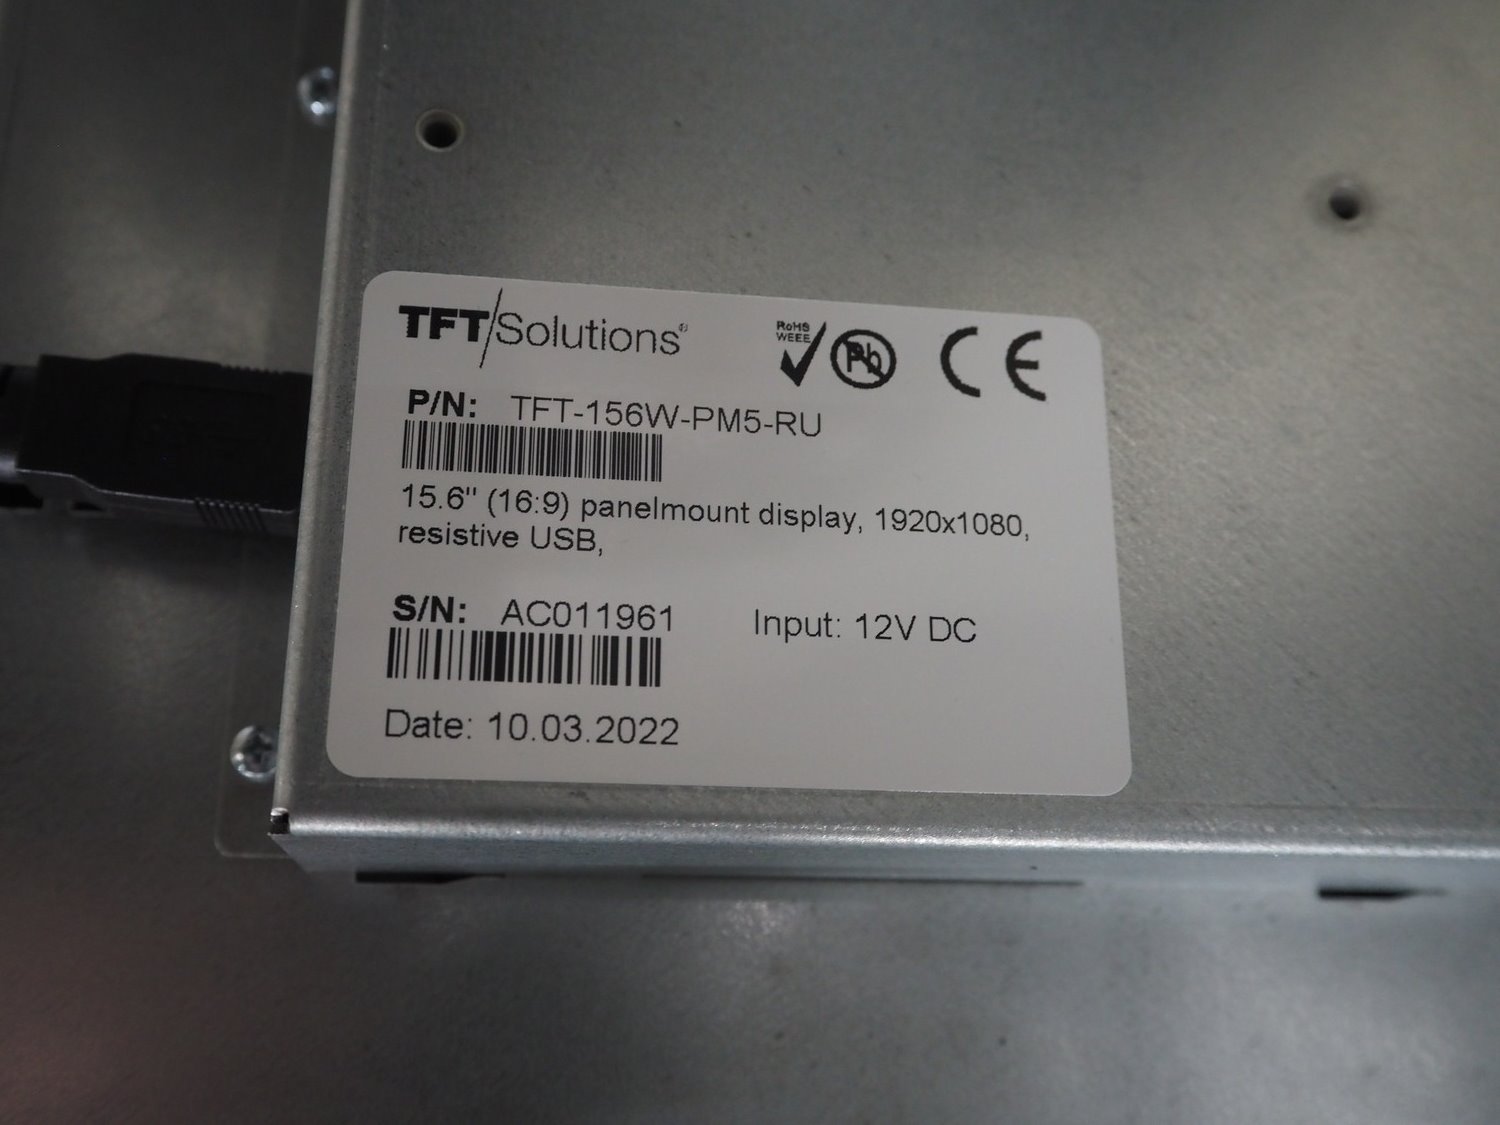 TFT/Solutions®
RoHS
WEEE
Pb
CE
P/N: TFT-156W-PM5-RU
15.6" (16:9) panelmount display, 1920x1080,
resistive USB,
S/N: AC011961 Input: 12V DC
Date: 10.03.2022